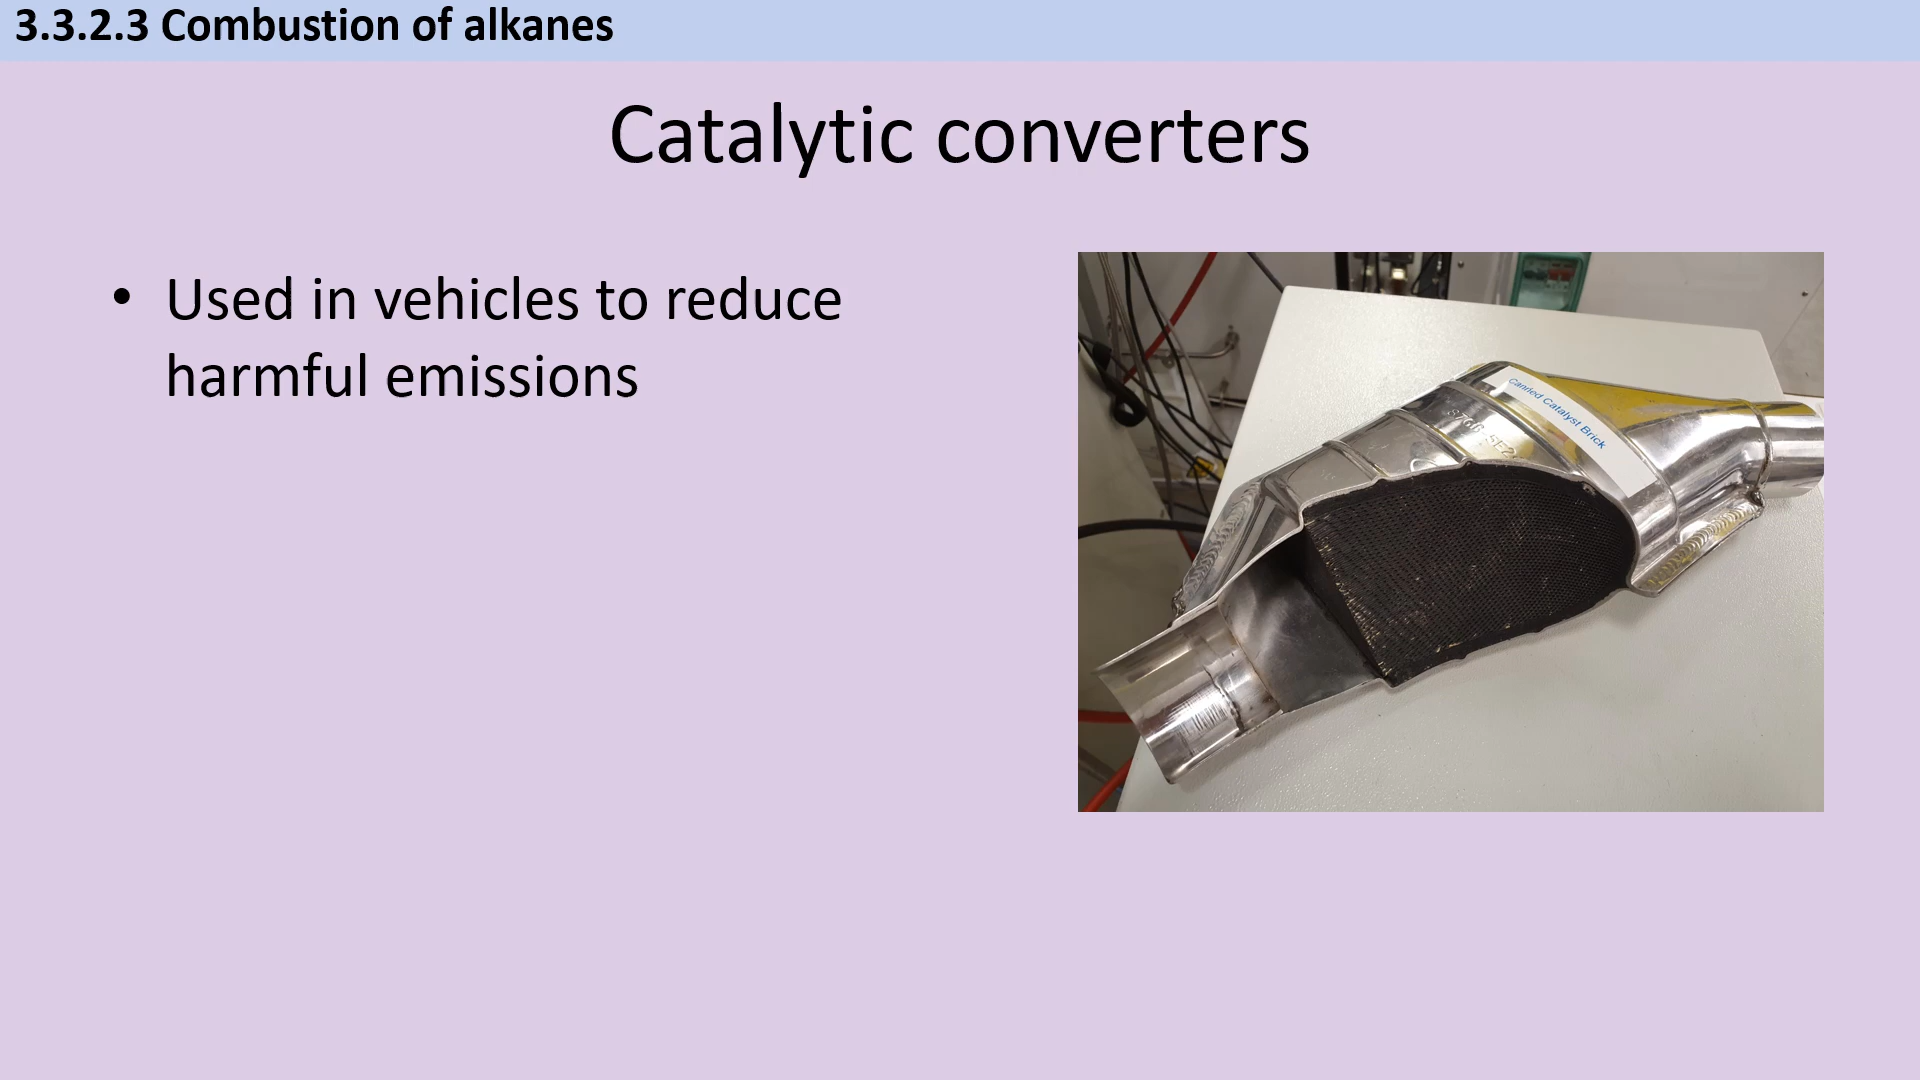 3.3.2.3 Combustion of alkanes
Catalytic converters
• Used in vehicles to reduce
harmful emissions
Canned Catalyst Brick